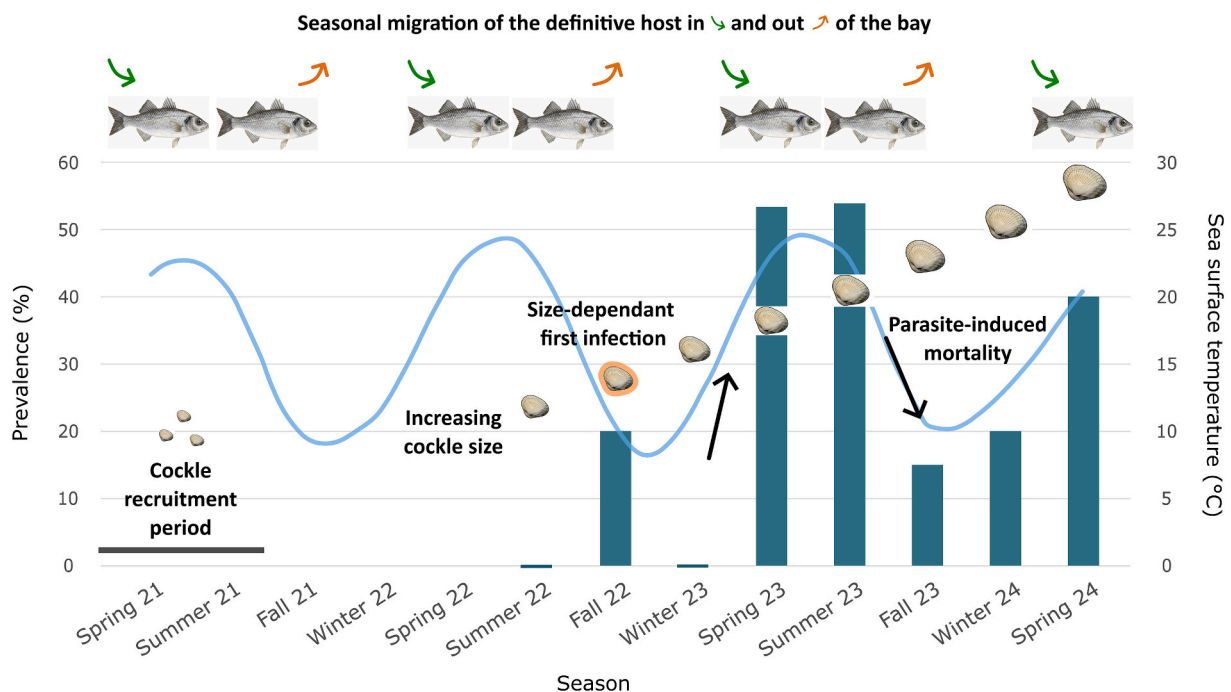 Seasonal migration of the definitive host in and out of the bay
60
50
40
30
20
10
0
Prevalence (%)
30
25
20
15
10
5
0
Sea surface temperature (°C)
Size-dependant
first infection
Parasite-induced
mortality
Increasing
cockle size
Cockle
recruitment
period
Spring 21
Summer 21
Fall 21
Winter 22
Spring 22
Summer 22
Fall 22
Winter 23
Spring 23
Summer 23
Fall 23
Winter 24
Spring 24
Season